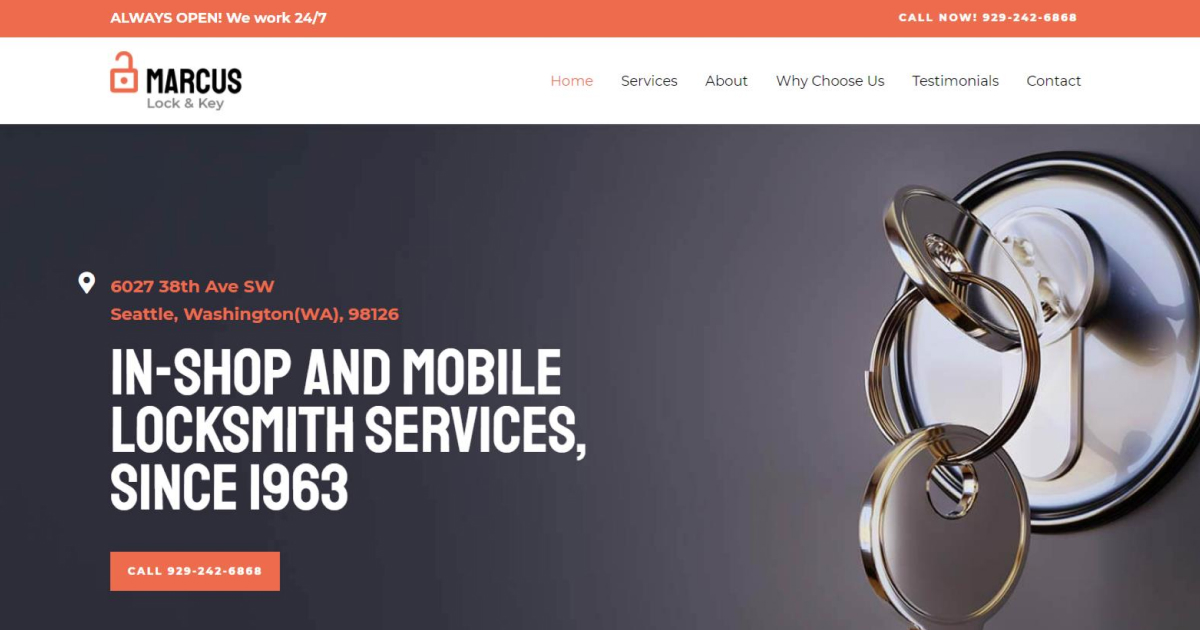 ALWAYS OPEN! We work 24/7
CALL NOW! 929-242-6868
MARCUS
Lock & Key
Home
Services
About
Why Choose Us
Testimonials
Contact
6027 38th Ave SW
Seattle, Washington(WA), 98126
IN-SHOP AND MOBILE
LOCKSMITH SERVICES,
SINCE 1963
CALL 929-242-6868